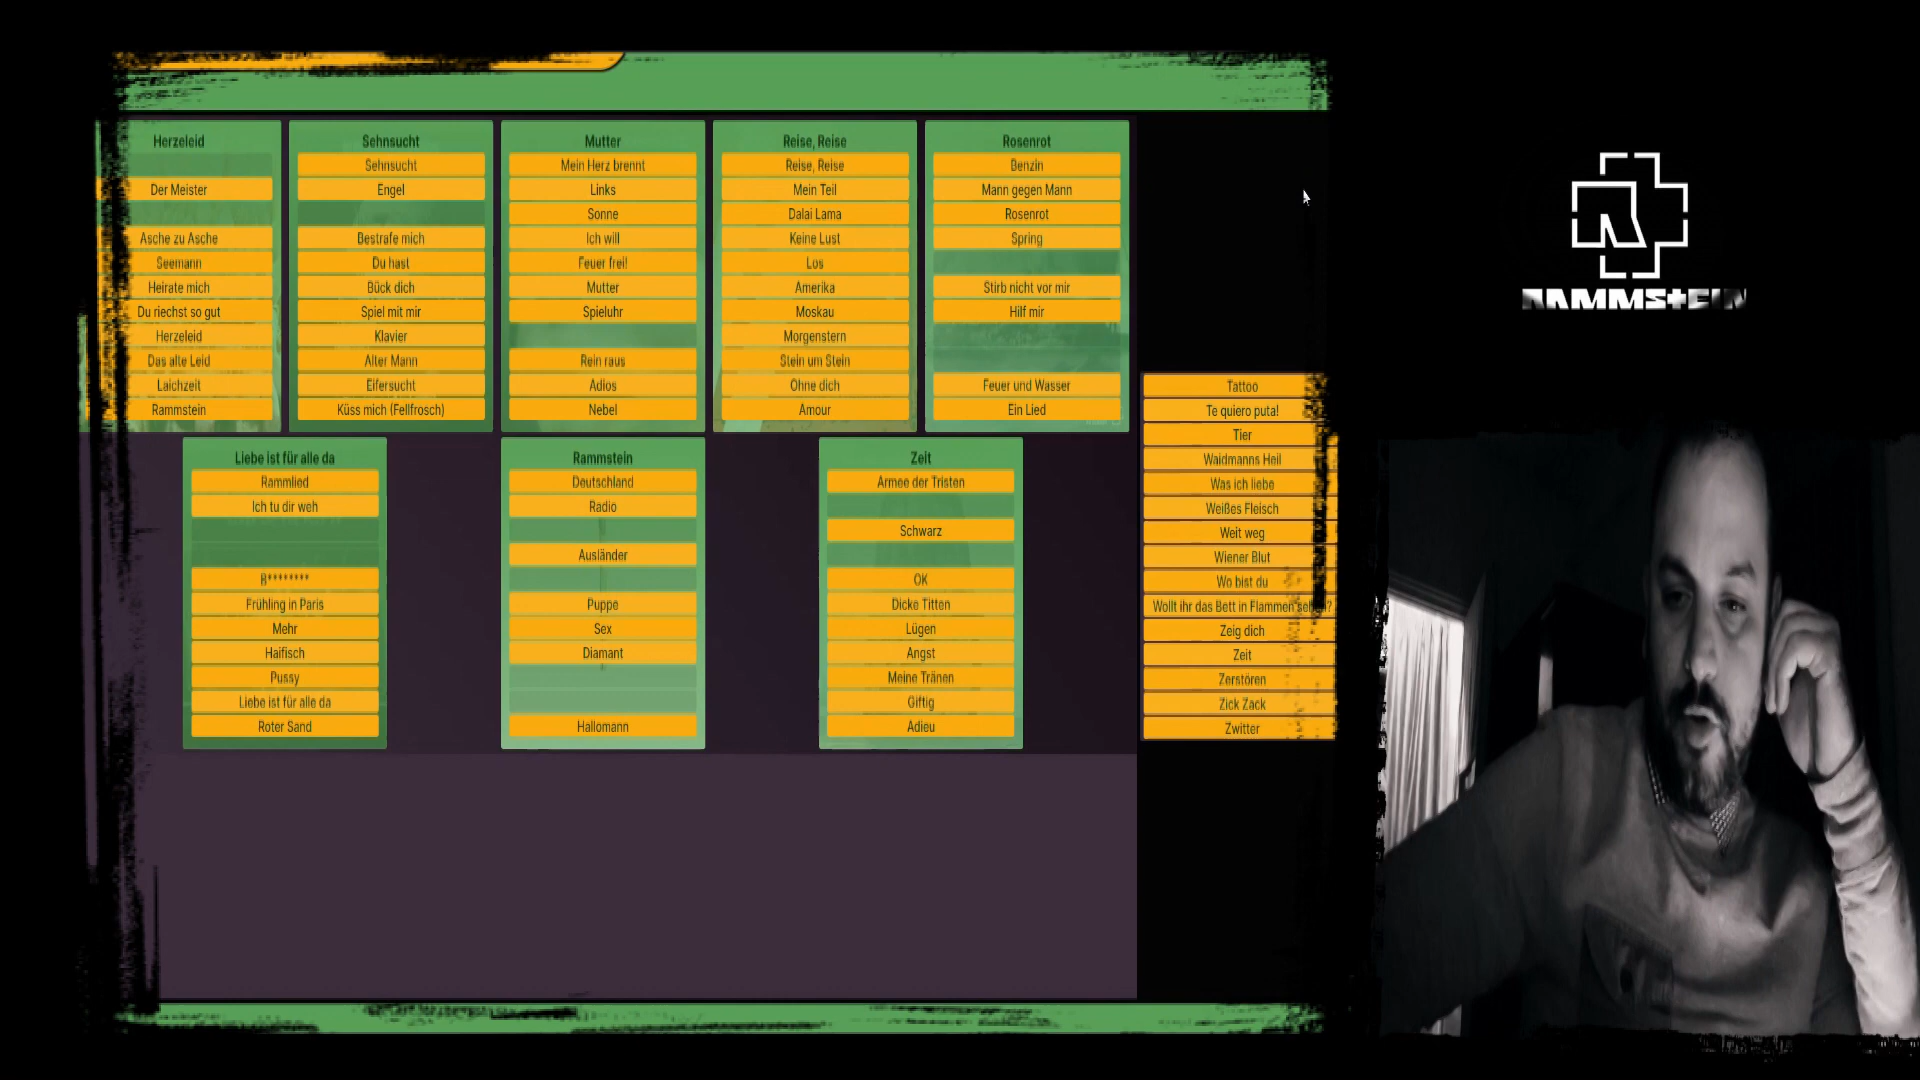 Herzeleid
Der Meister
Asche zu Asche
Seemann
Heirate mich
Du riechst so gut
Herzeleid
Das alte Leid
Laichzeit
Rammstein
Sehnsucht
Sehnsucht
Engel
Bestrafe mich
Du hast
Bück dich
Spiel mit mir
Klavier
Alter Mann
Eifersucht
Küss mich (Fellfrosch)
Mutter
Mein Herz brennt
Links
Sonne
Ich will
Feuer frei!
Mutter
Spieluhr
Rein raus
Adios
Nebel
Reise, Reise
Reise, Reise
Mein Teil
Dalai Lama
Keine Lust
Los
Amerika
Moskau
Morgenstern
Stein um Stein
Ohne dich
Amour
Rosenrot
Benzin
Mann gegen Mann
Rosenrot
Spring
Stirb nicht vor mir
Hilf mir
Feuer und Wasser
Ein Lied
Liebe ist für alle da
Rammlied
Ich tu dir weh
B********
Frühling in Paris
Mehr
Haifisch
Pussy
Liebe ist für alle da
Roter Sand
Rammstein
Deutschland
Radio
Ausländer
Puppe
Sex
Diamant
Hallomann
Zeit
Armee der Tristen
Schwarz
OK
Dicke Titten
Lügen
Angst
Meine Tränen
Giftig
Adieu
Tattoo
Te quiero puta!
Tier
Waidmanns Heil
Was ich liebe
Weißes Fleisch
Weit weg
Wiener Blut
Wo bist du
Wollt ihr das Bett in Flammen sehen?
Zeig dich
Zeit
Zerstören
Zick Zack
Zwitter
RAMMSTEIN